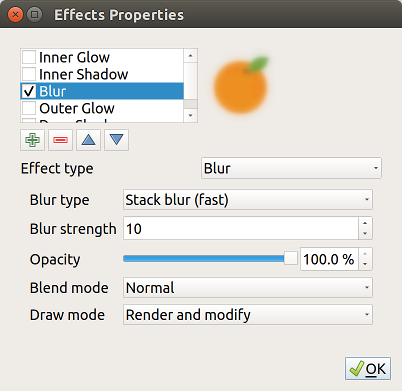 Effects Properties
Inner Glow
Inner Shadow
Blur
Outer Glow
Effect type Blur
Blur type Stack blur (fast)
Blur strength 10
Opacity 100.0 %
Blend mode Normal
Draw mode Render and modify
OK